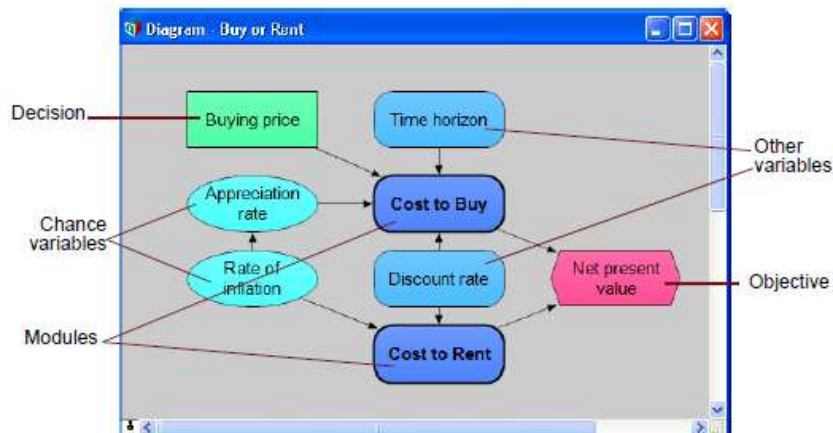 Diagram - Buy or Rent
Decision
Buying price
Time horizon
Other
variables
Appreciation
rate
Cost to Buy
Chance
variables
Rate of
inflation
Discount rate
Net present
value
Objective
Modules
Cost to Rent